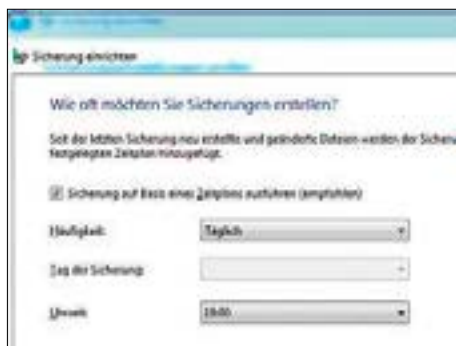 Sicherung einrichten
Wie oft möchten Sie Sicherungen erstellen?
Seit der letzten Sicherung neu erstellte und geänderte Dateien werden der Sicheru
festgelegten Zeitplan hinzugefügt.
Sicherung auf Basis eines Zeitplans ausführen (empfohlen)
Häufigkeit: Täglich
Tag der Sicherung:
Uhrzeit: 19:00